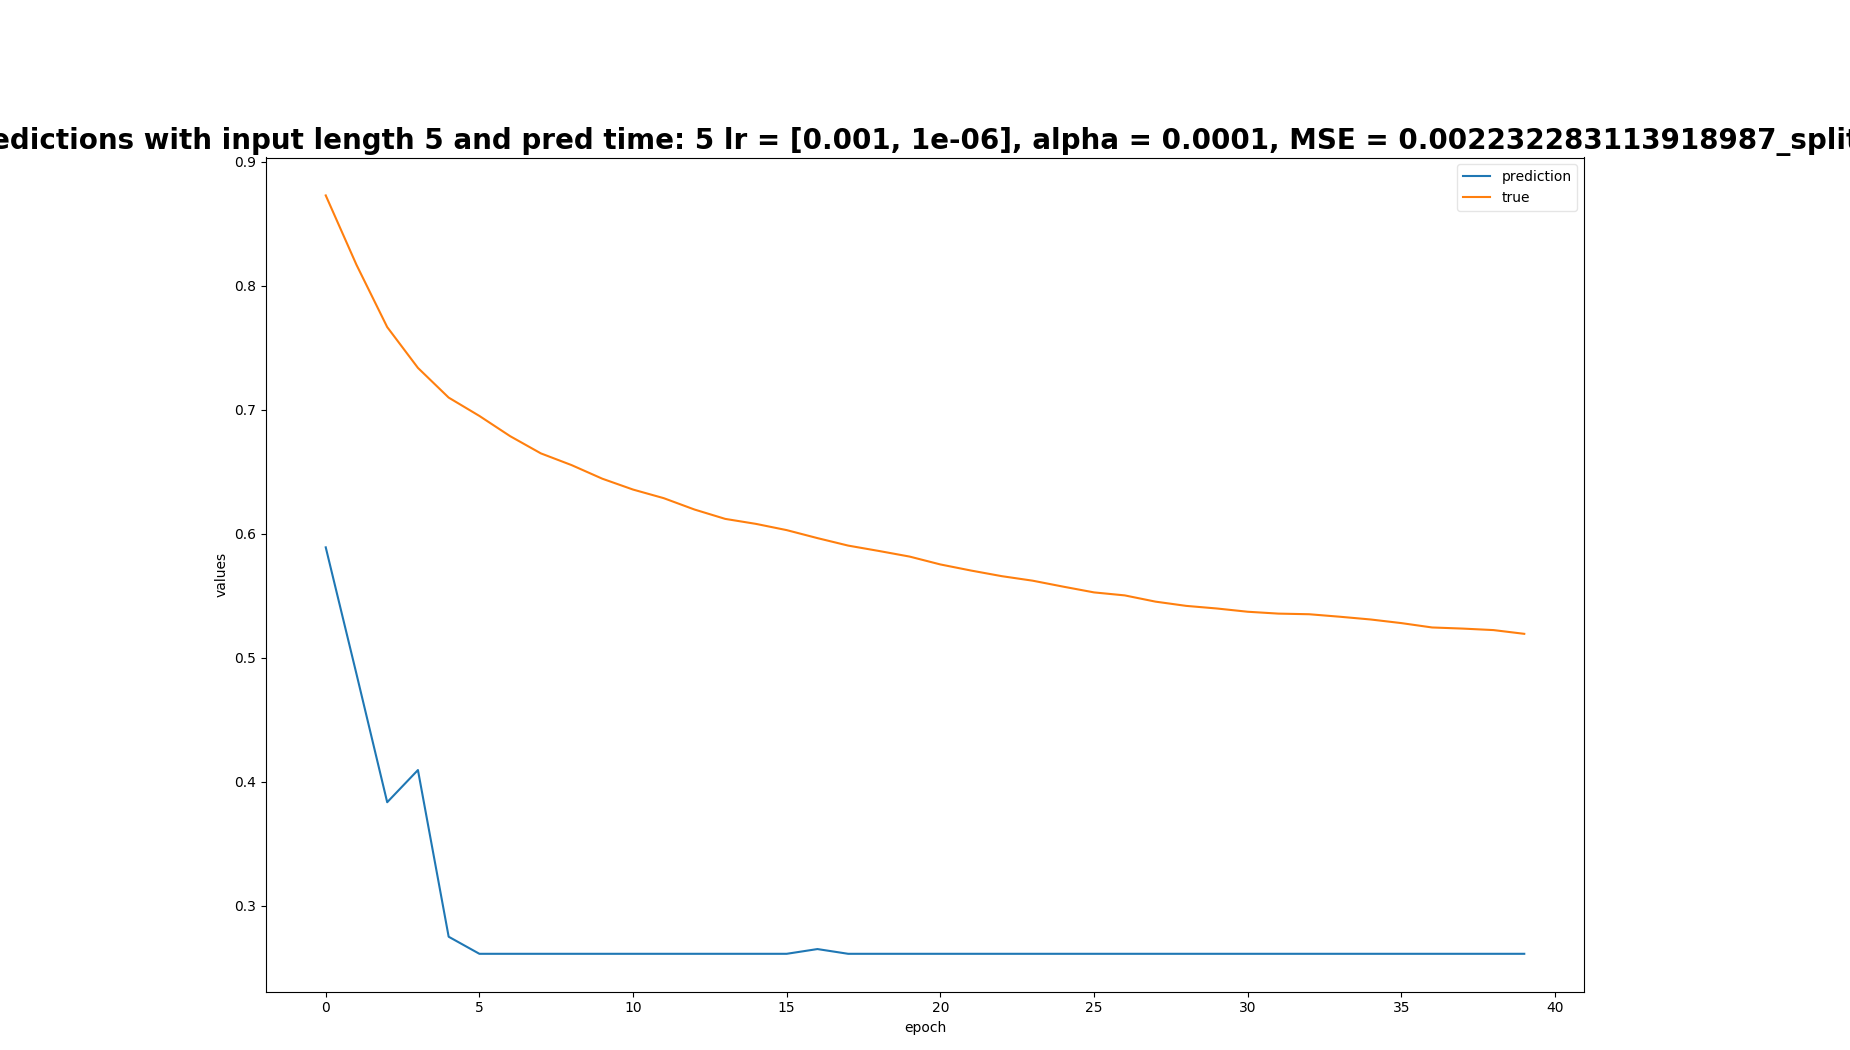 edictions with input length 5 and pred time: 5 lr = [0.001, 1e-06], alpha = 0.0001, MSE = 0.002232283113918987_split
prediction
true
0.9
0.8
0.7
0.6
0.5
0.4
0.3
values
0 5 10 15 20 25 30 35 40
epoch